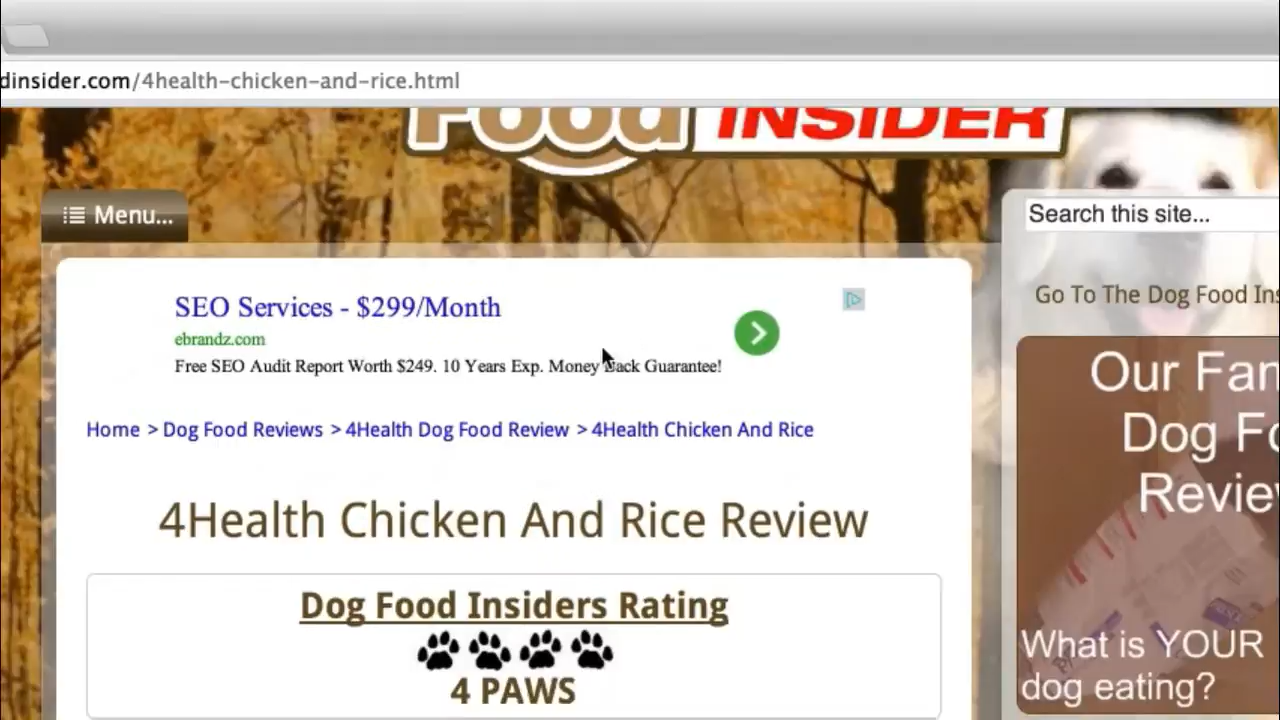 dinsider.com/4health-chicken-and-rice.html
Food INSIDER
Menu...
Search this site...
SEO Services - $299/Month
ebrandz.com
Free SEO Audit Report Worth $249. 10 Years Exp. Money Back Guarantee!
Go To The Dog Food Ins
Home > Dog Food Reviews > 4Health Dog Food Review > 4Health Chicken And Rice
4Health Chicken And Rice Review
Dog Food Insiders Rating
4 PAWS
Our Fan
Dog Fo
Review
What is YOUR
dog eating?